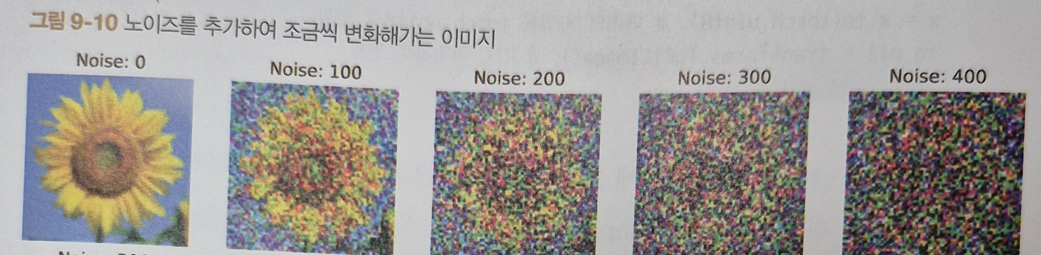 그림 9-10 노이즈를 추가하여 조금씩 변화해가는 이미지
Noise: 0
Noise: 100
Noise: 200
Noise: 300
Noise: 400